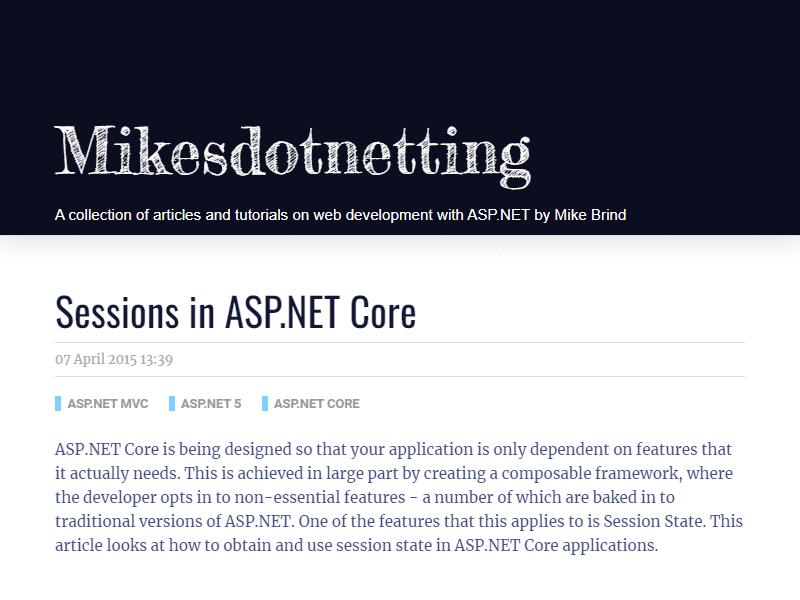 Mikesdotnetting
A collection of articles and tutorials on web development with ASP.NET by Mike Brind
Sessions in ASP.NET Core
07 April 2015 13:39
ASP.NET MVC ASP.NET 5 ASP.NET CORE
ASP.NET Core is being designed so that your application is only dependent on features that
it actually needs. This is achieved in large part by creating a composable framework, where
the developer opts in to non-essential features - a number of which are baked in to
traditional versions of ASP.NET. One of the features that this applies to is Session State. This
article looks at how to obtain and use session state in ASP.NET Core applications.